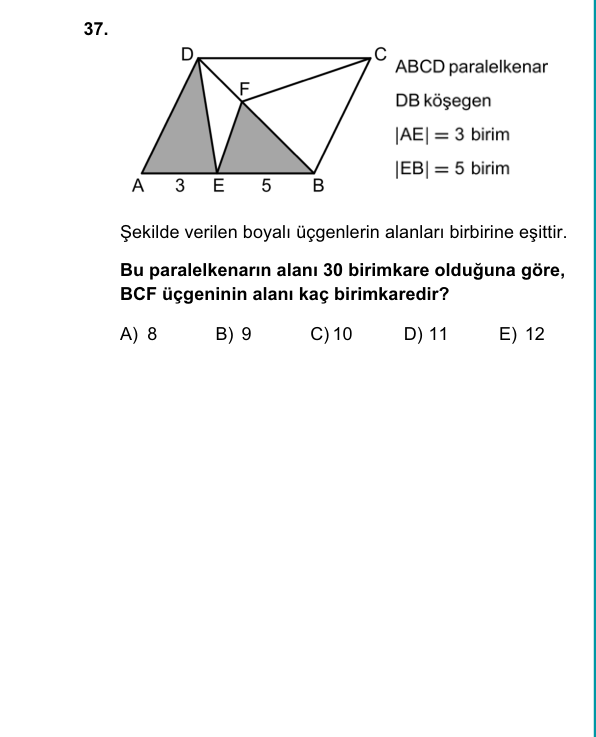 37.
D
C
F
A 3 E 5 B
ABCD paralelkenar
DB köşegen
|AE| = 3 birim
|EB| = 5 birim
Şekilde verilen boyalı üçgenlerin alanları birbirine eşittir.
Bu paralelkenarın alanı 30 birimkare olduğuna göre,
BCF üçgeninin alanı kaç birimkaredir?
A) 8 B) 9 C) 10 D) 11 E) 12